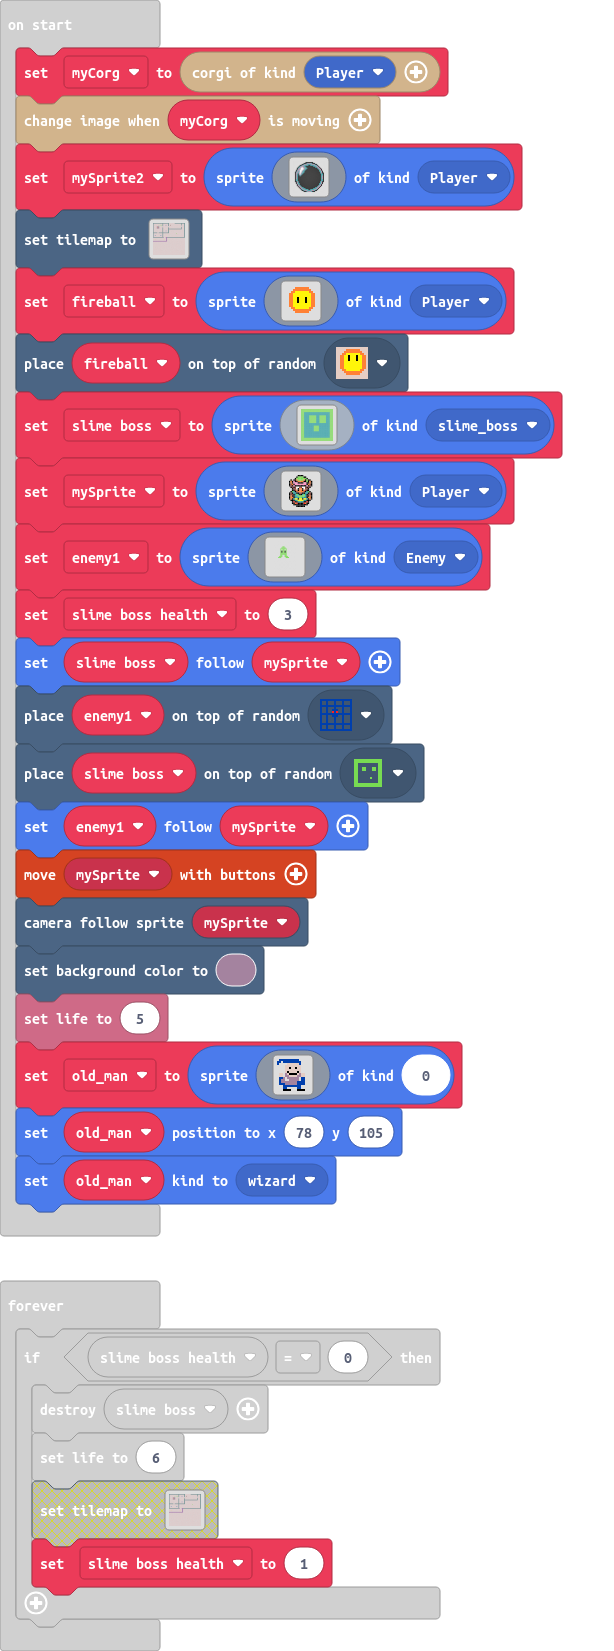 on start
set myCorg to corgi of kind Player
change image when myCorg is moving
set mySprite2 to sprite of kind Player
set tilemap to
set fireball to sprite of kind Player
place fireball on top of random
set slime boss to sprite of kind slime_boss
set mySprite to sprite of kind Player
set enemy1 to sprite of kind Enemy
set slime boss health to 3
set slime boss follow mySprite
place enemy1 on top of random
place slime boss on top of random
set enemy1 follow mySprite
move mySprite with buttons
camera follow sprite mySprite
set background color to
set life to 5
set old_man to sprite of kind 0
set old_man position to x 78 y 105
set old_man kind to wizard
forever
if slime boss health = 0 then
destroy slime boss
set life to 6
set tilemap to
set slime boss health to 1